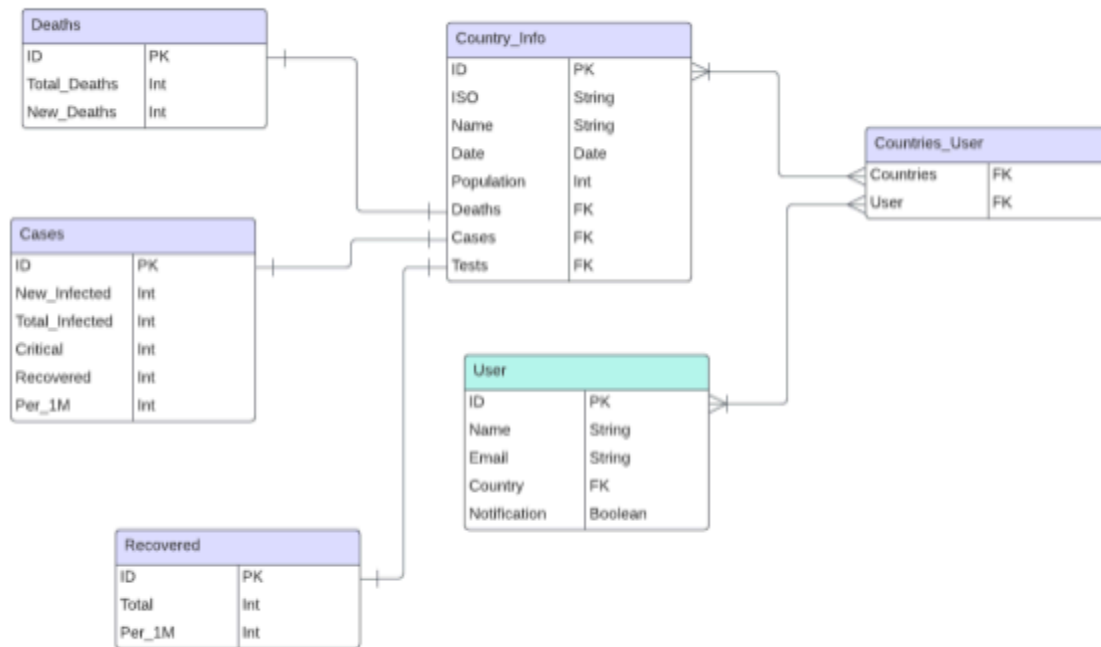 Deaths
ID PK
Total_Deaths Int
New_Deaths Int
Country_Info
ID PK
ISO String
Name String
Date Date
Population Int
Deaths FK
Cases FK
Tests FK
Countries_User
Countries FK
User FK
Cases
ID PK
New_Infected Int
Total_Infected Int
Critical Int
Recovered Int
Per_1M Int
User
ID PK
Name String
Email String
Country FK
Notification Boolean
Recovered
ID PK
Total Int
Per_1M Int